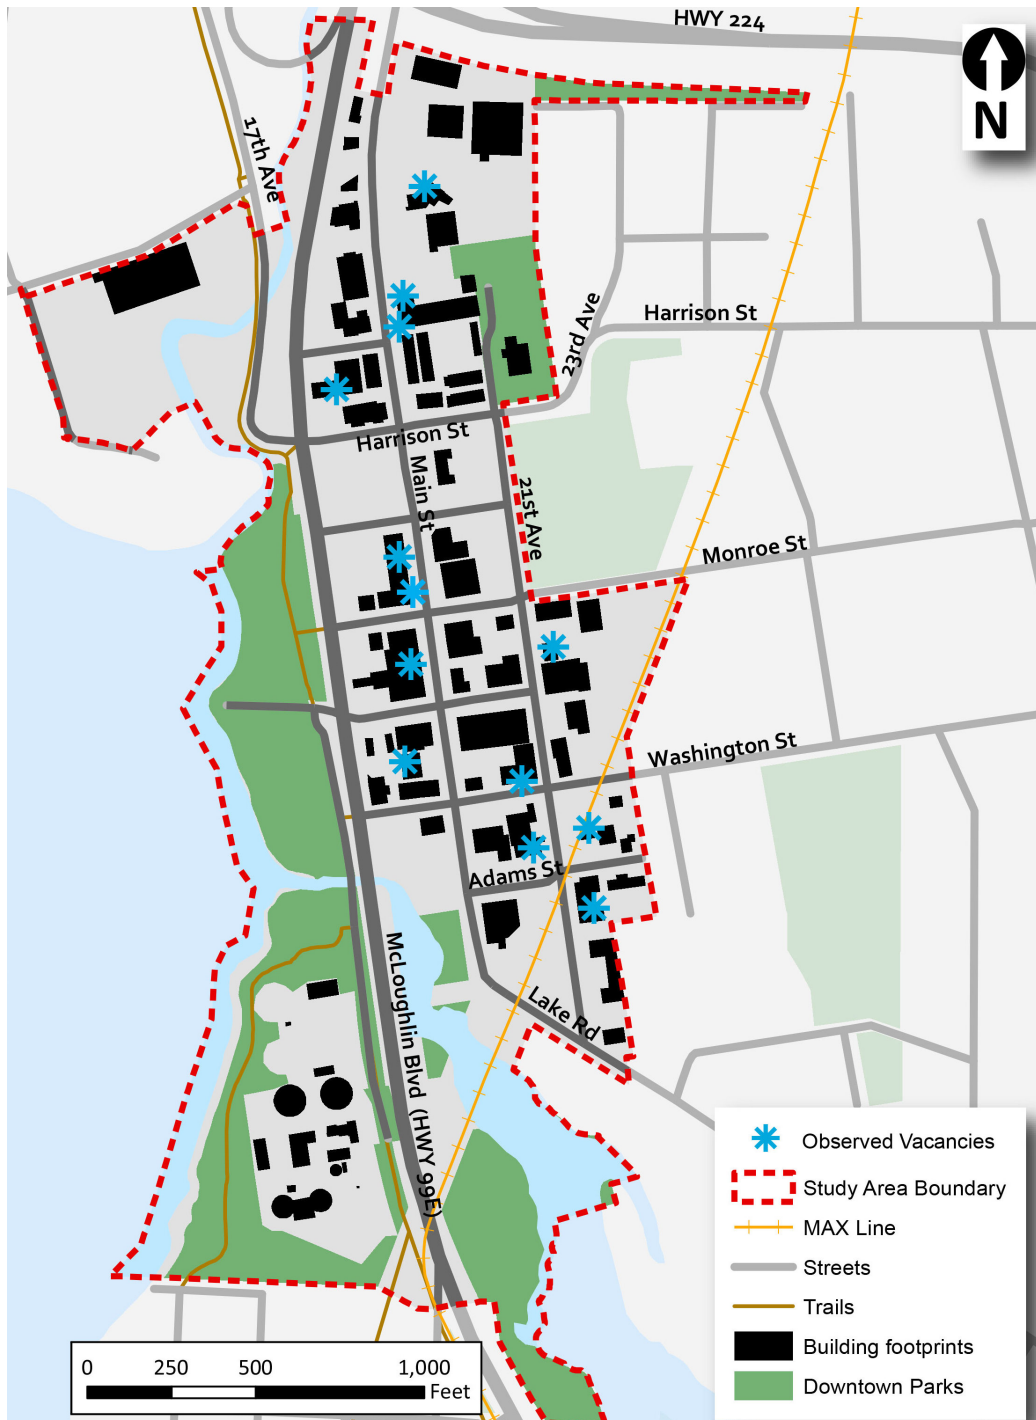 HWY 224
N
17th Ave
Harrison St
23rd Ave
Harrison St
Main St
21st Ave
Monroe St
Washington St
Adams St
McLoughlin Blvd (HWY 99E)
Lake Rd
Observed Vacancies
Study Area Boundary
MAX Line
Streets
Trails
Building footprints
Downtown Parks
0 250 500 1,000
Feet